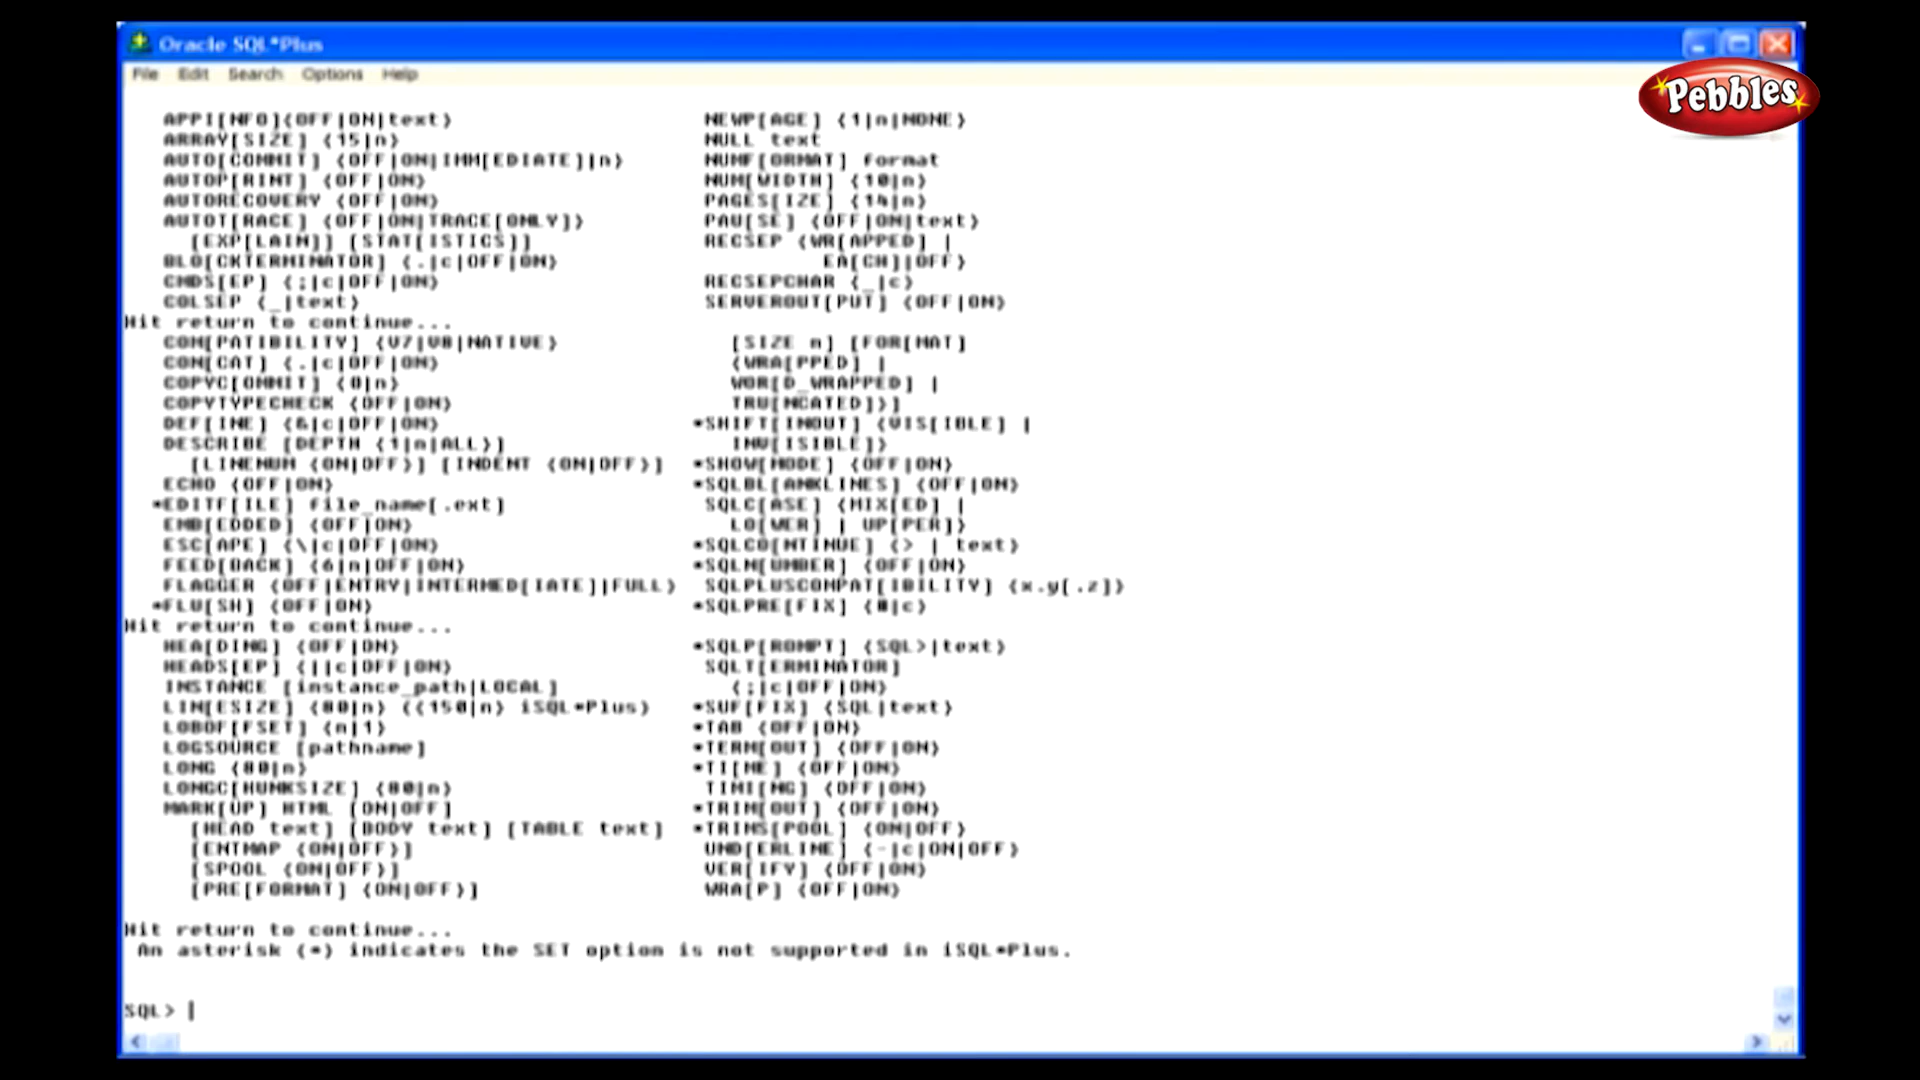 Oracle SQL*Plus
File Edit Search Options Help
Pebbles
APPI[NFO]{OFF|ON|text} NEWP[AGE] {1|n|NONE}
ARRAY[SIZE] {15|n} NULL text
AUTO[COMMIT] {OFF|ON|IMM[EDIATE]|n} NUMF[ORMAT] format
AUTOP[RINT] {OFF|ON} NUM[WIDTH] {10|n}
AUTORECOVERY {OFF|ON} PAGES[IZE] {14|n}
AUTOT[RACE] {OFF|ON|TRACE[ONLY]} PAU[SE] {OFF|ON|text}
[EXP[LAIN]] [STAT[ISTICS]] RECSEP {WR[APPED] |
BLO[CKTERMINATOR] {.|c|OFF|ON} EA[CH]|OFF}
CMDS[EP] {;|c|OFF|ON} RECSEPCHAR {_|c}
COLSEP {_|text} SERVEROUT[PUT] {OFF|ON}
Hit return to continue...
COM[PATIBILITY] {V7|V8|NATIVE} [SIZE n] [FOR[MAT]
CON[CAT] {.|c|OFF|ON} {WRA[PPED] |
COPYC[OMMIT] {0|n} WOR[D_WRAPPED] |
COPYTYPECHECK {OFF|ON} TRU[NCATED]}]
DEF[INE] {&|c|OFF|ON} *SHIFT[INOUT] {VIS[IBLE] |
DESCRIBE [DEPTH {1|n|ALL}] INV[ISIBLE]}
[LINENUM {ON|OFF}] [INDENT {ON|OFF}] *SHOW[MODE] {OFF|ON}
ECHO {OFF|ON} *SQLBL[ANKLINES] {OFF|ON}
*EDITF[ILE] file_name[.ext] SQLC[ASE] {MIX[ED] |
EMB[EDDED] {OFF|ON} LO[WER] | UP[PER]}
ESC[APE] {\|c|OFF|ON} *SQLCO[NTINUE] {> | text}
FEED[BACK] {6|n|OFF|ON} *SQLN[UMBER] {OFF|ON}
FLAGGER {OFF|ENTRY|INTERMED[IATE]|FULL} SQLPLUSCOMPAT[IBILITY] {x.y[.z]}
*FLU[SH] {OFF|ON} *SQLPRE[FIX] {#|c}
Hit return to continue...
HEA[DING] {OFF|ON} *SQLP[ROMPT] {SQL>|text}
HEADS[EP] {||c|OFF|ON} SQLT[ERMINATOR]
INSTANCE [instance_path|LOCAL] {;|c|OFF|ON}
LIN[ESIZE] {80|n} ({150|n} iSQL*Plus) *SUF[FIX] {SQL|text}
LOBOF[FSET] {n|1} *TAB {OFF|ON}
LOGSOURCE [pathname] *TERM[OUT] {OFF|ON}
LONG {80|n} *TI[ME] {OFF|ON}
LONGC[HUNKSIZE] {80|n} TIMI[NG] {OFF|ON}
MARK[UP] HTML [ON|OFF] *TRIM[OUT] {OFF|ON}
[HEAD text] [BODY text] [TABLE text] *TRIMS[POOL] {ON|OFF}
[ENTMAP {ON|OFF}] UND[ERLINE] {-|c|ON|OFF}
[SPOOL {ON|OFF}] VER[IFY] {OFF|ON}
[PRE[FORMAT] {ON|OFF}] WRA[P] {OFF|ON}
Hit return to continue...
An asterisk (*) indicates the SET option is not supported in iSQL*Plus.
SQL> |